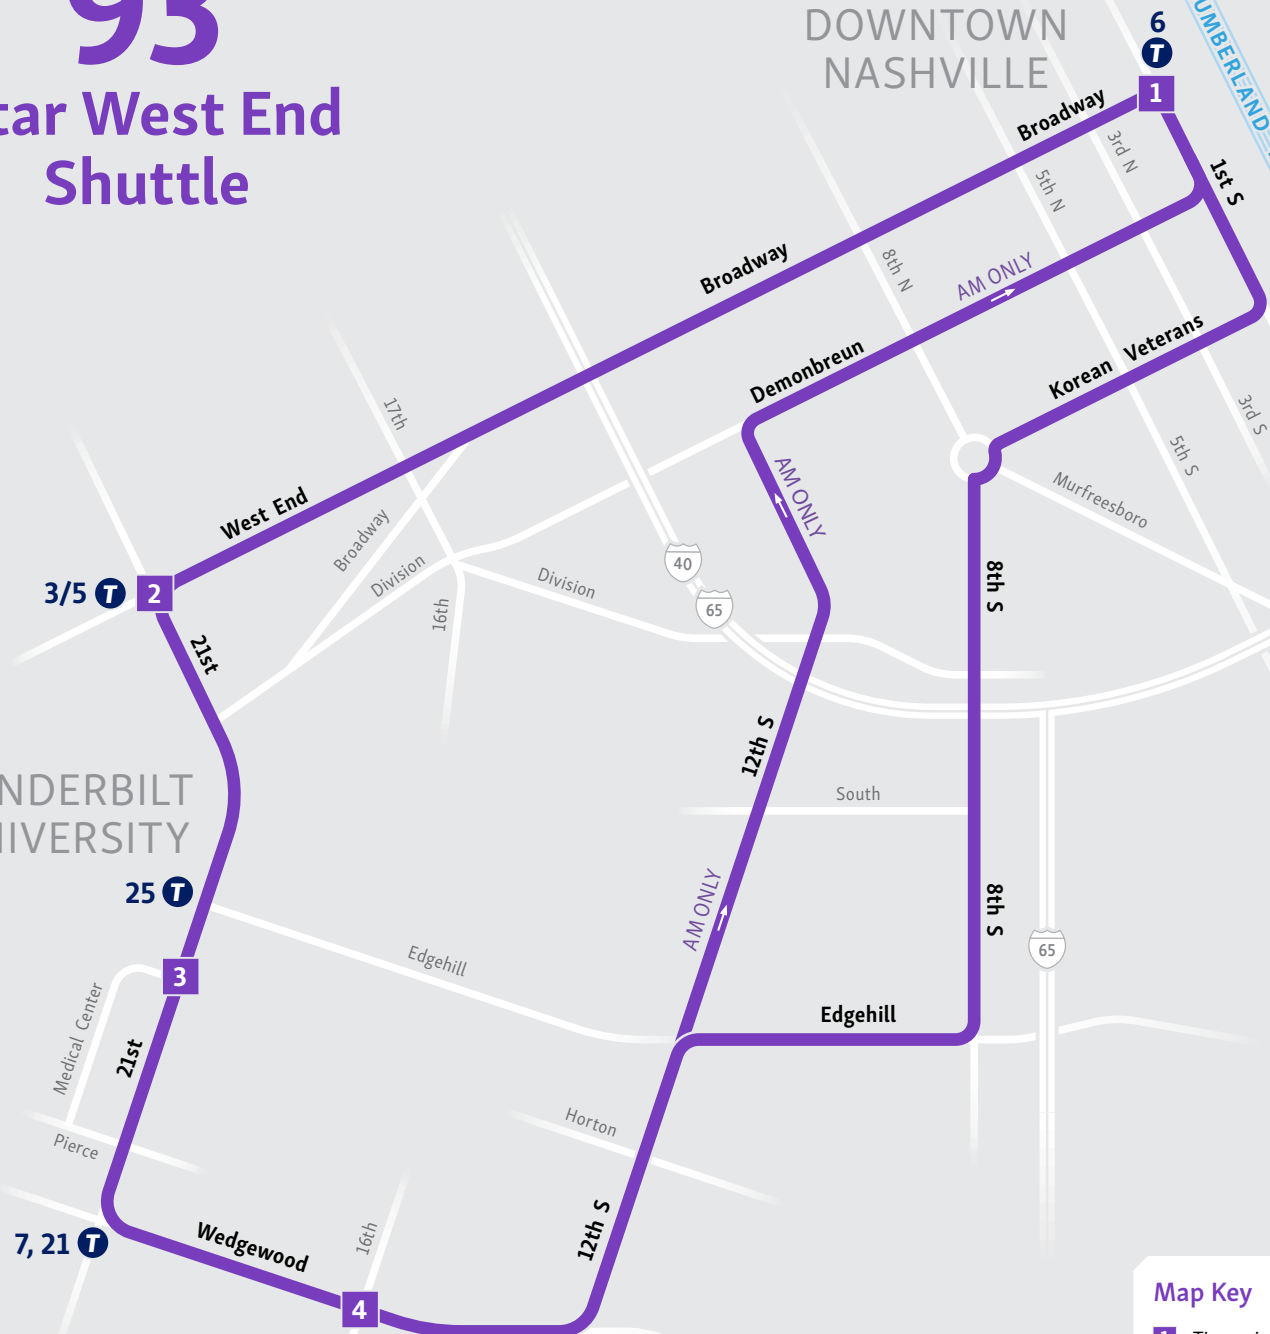 93
tar West End
Shuttle
DOWNTOWN
NASHVILLE
6
T
1
UMBERLAND
Broadway
3rd N
1st S
5th N
Broadway
8th N
AM ONLY
Korean Veterans
Demonbreun
17th
3rd S
5th S
AM ONLY
Murfreesboro
West End
Broadway
Division
Division
40
65
8th S
16th
3/5 T
2
21st
12th S
NDERBILT
IVERSITY
South
25 T
AM ONLY
8th S
65
Edgehill
3
Medical Center
Edgehill
21st
Horton
Pierce
12th S
7, 21 T
Wedgewood
16th
4
Map Key